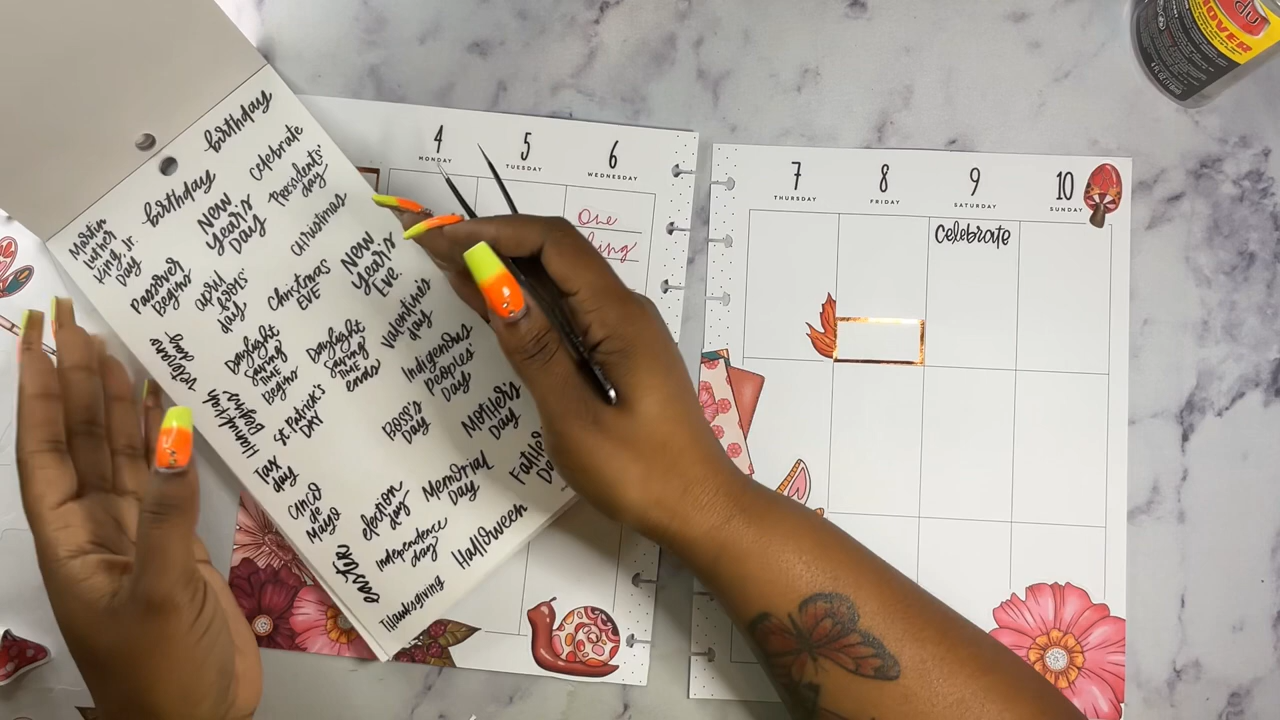 birthday
celebrate
Presidents'
day
birthday
New
Year's
Day
Christmas
Martin
Luther
King, Jr.
Day
Passover
Begins
april
fools'
day
Christmas
EVE
New
Year's
Eve.
Veterans
day
Daylight
Saving
TIME
Begins
Daylight
Saving
TIME
ends
Valentine's
day
Hanukkah
Begins
St. Patrick's
DAY
Indigenous
Peoples'
Day
BOSS'S
Day
MOTHER'S
DAY
Tax
day
CINCO
de
MAYO
election
day
Memorial
Day
easter
Independence
day
Halloween
Thanksgiving
4
MONDAY
5
TUESDAY
6
WEDNESDAY
One
7
THURSDAY
8
FRIDAY
9
SATURDAY
10
SUNDAY
celebrate